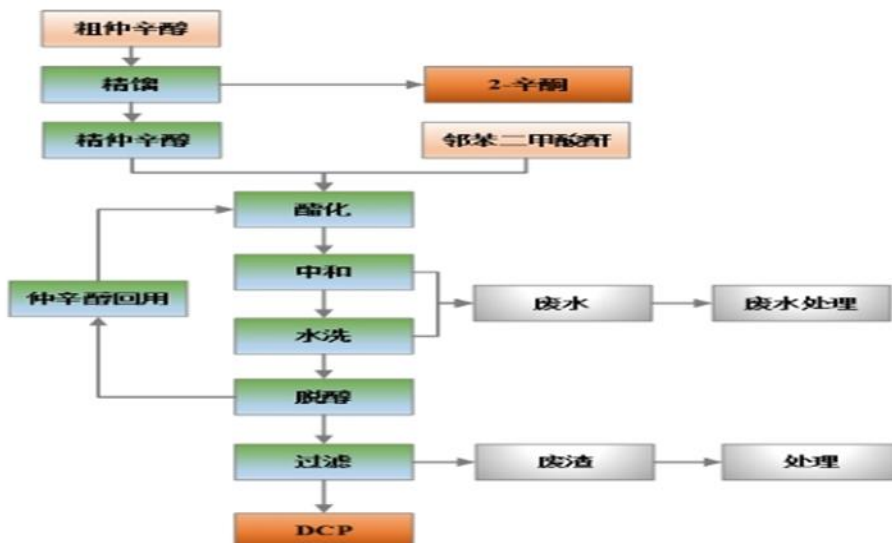 粗仲辛醇
精馏
2-辛酮
精仲辛醇
邻苯二甲酸酐
酯化
中和
仲辛醇回用
废水
废水处理
水洗
脱醇
过滤
废渣
处理
DCP